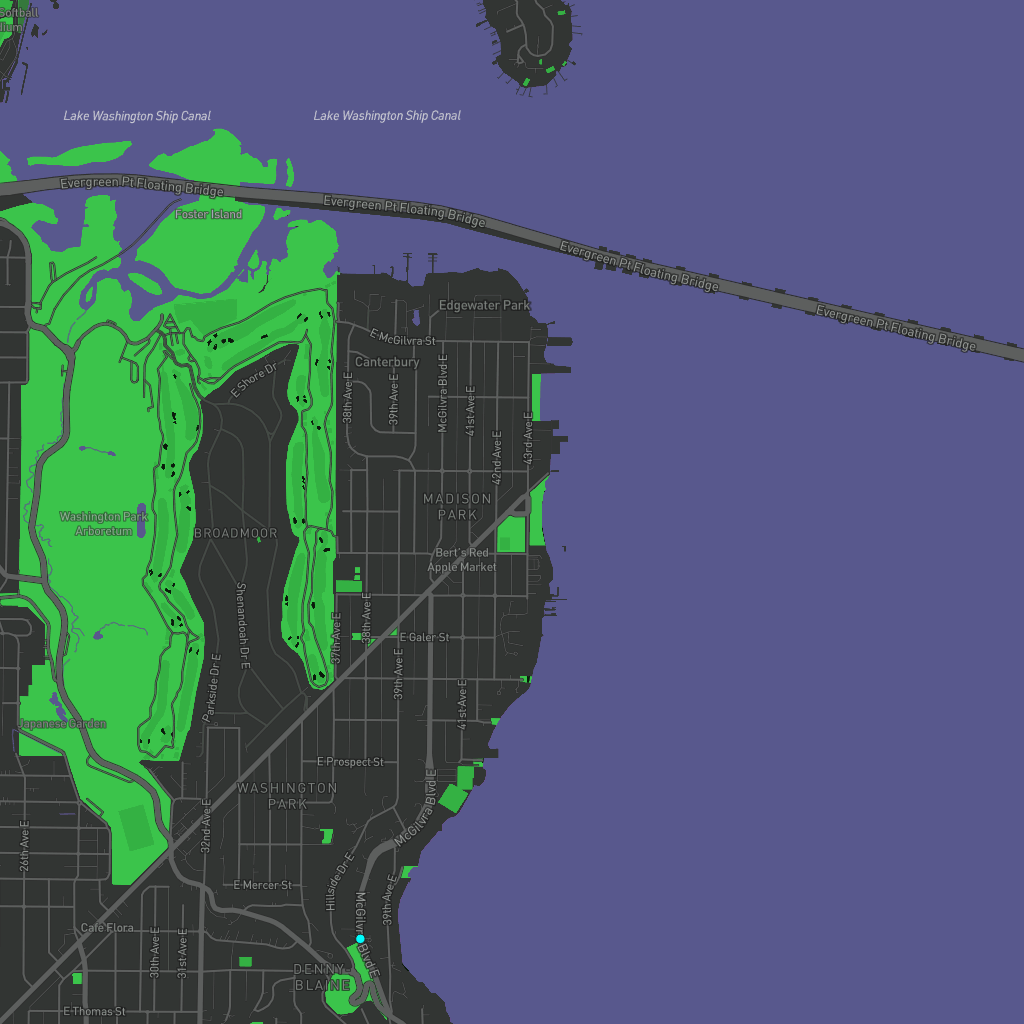 Softball
Lake Washington Ship Canal
Lake Washington Ship Canal
Evergreen Pt Floating Bridge
Evergreen Pt Floating Bridge
Foster Island
Evergreen Pt Floating Bridge
Evergreen Pt Floating Bridge
Edgewater Park
E McGilvra St
Canterbury
E Shore Dr
38th Ave E
39th Ave E
McGilvra Blvd E
41st Ave E
42nd Ave E
43rd Ave E
MADISON
PARK
Washington Park
Arboretum
BROADMOOR
Bert's Red
Apple Market
Shenandoah Dr E
37th Ave E
38th Ave E
E Galer St
Parkside Dr E
39th Ave E
41st Ave E
Japanese Garden
E Prospect St
WASHINGTON
PARK
McGilvra Blvd E
26th Ave E
32nd Ave E
Hillside Dr E
E Mercer St
39th Ave E
McGilvra Blvd E
Cafe Flora
30th Ave E
31st Ave E
DENNY
BLAINE
E Thomas St